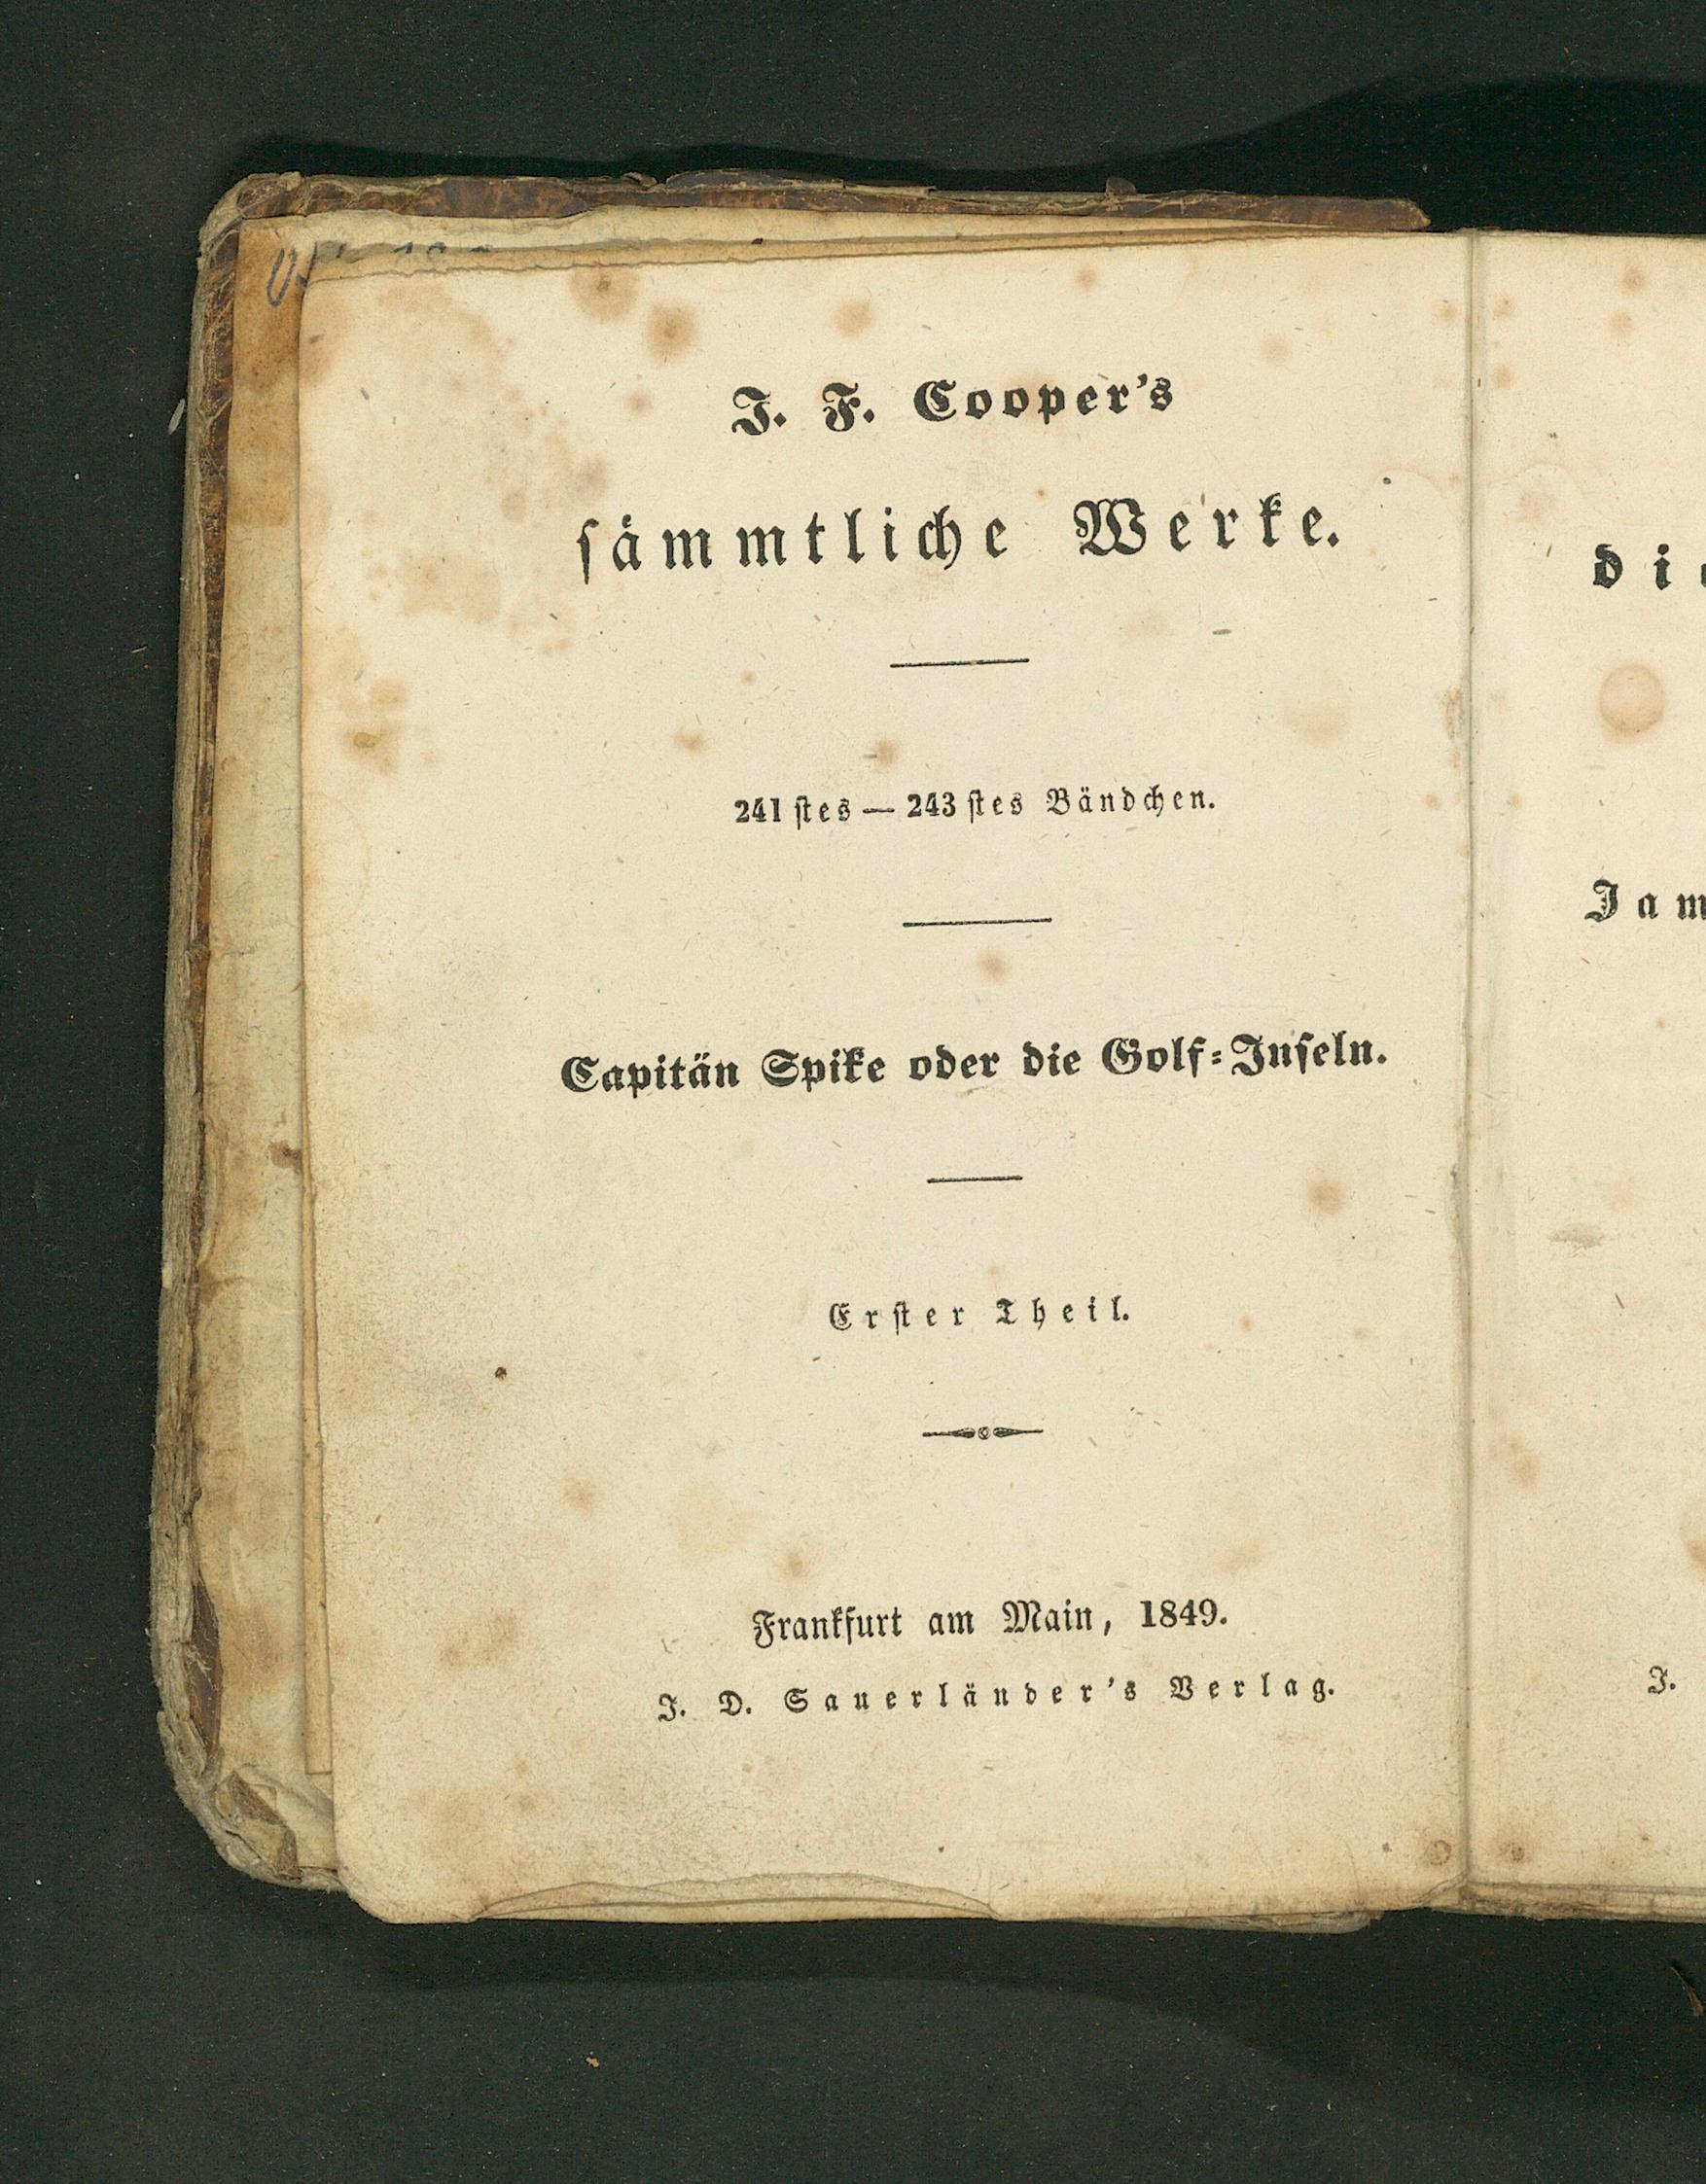 J. F. Cooper's
ſämmtliche Werke.
241ſtes — 243ſtes Bändchen.
Capitän Spike oder die Golf=Inſeln.
Erſter Theil.
Frankfurt am Main, 1849.
J. D. Sauerländer's Verlag.
J.